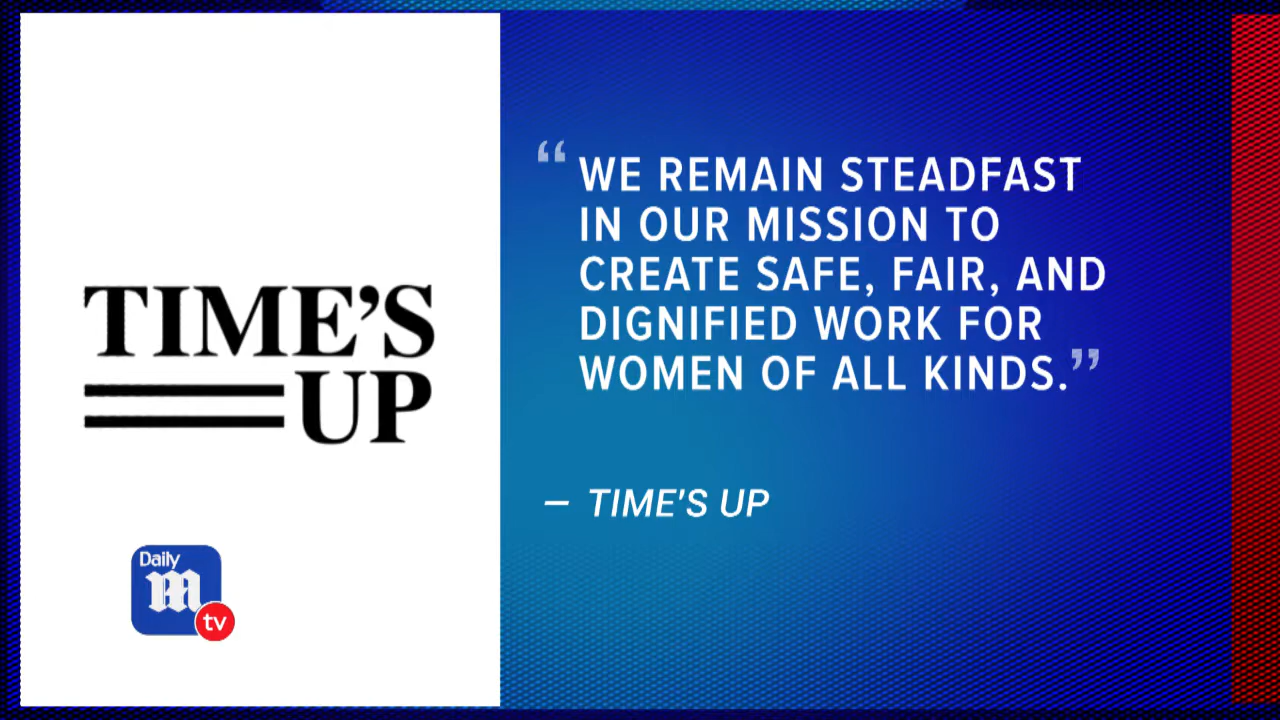 TIME’S
UP
Daily
M
tv
“WE REMAIN STEADFAST
IN OUR MISSION TO
CREATE SAFE, FAIR, AND
DIGNIFIED WORK FOR
WOMEN OF ALL KINDS.”
– TIME'S UP